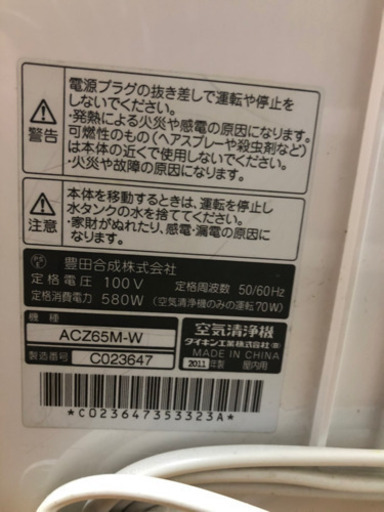 電源プラグの抜き差しで運転や停止を
しないでください。
・発熱による火災や感電の原因になります。
可燃性のもの(ヘアスプレーや殺虫剤など)
は本体の近くで使用しないでください。
・火災や故障の原因になります。
警告
本体を移動するときは、運転を停止し
水タンクの水を捨ててください。
・家財がぬれたり、感電・漏電の原因に
なります。
注意
豊田合成株式会社
定格電圧 100V 定格周波数 50/60Hz
定格消費電力 580W (空気清浄機のみの運転70W)
機種 ACZ65M-W
製造番号 C023647
空気清浄機
ダイキン工業株式会社
MADE IN CHINA
2011年製 屋内用
*C023647353323A*